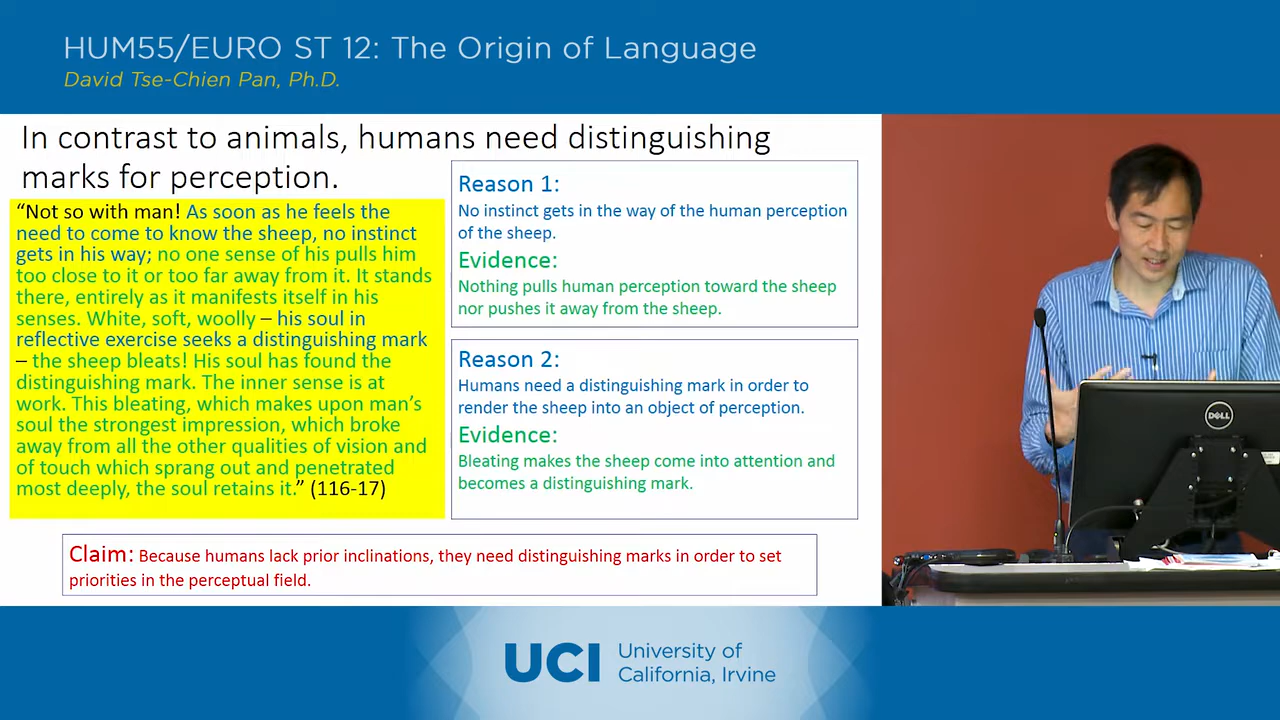 HUM55/EURO ST 12: The Origin of Language
David Tse-Chien Pan, Ph.D.
In contrast to animals, humans need distinguishing
marks for perception.
“Not so with man! As soon as he feels the
need to come to know the sheep, no instinct
gets in his way; no one sense of his pulls him
too close to it or too far away from it. It stands
there, entirely as it manifests itself in his
senses. White, soft, woolly – his soul in
reflective exercise seeks a distinguishing mark
– the sheep bleats! His soul has found the
distinguishing mark. The inner sense is at
work. This bleating, which makes upon man’s
soul the strongest impression, which broke
away from all the other qualities of vision and
of touch which sprang out and penetrated
most deeply, the soul retains it.” (116-17)
Reason 1:
No instinct gets in the way of the human perception
of the sheep.
Evidence:
Nothing pulls human perception toward the sheep
nor pushes it away from the sheep.
Reason 2:
Humans need a distinguishing mark in order to
render the sheep into an object of perception.
Evidence:
Bleating makes the sheep come into attention and
becomes a distinguishing mark.
Claim: Because humans lack prior inclinations, they need distinguishing marks in order to set
priorities in the perceptual field.
DELL
UCI
University of
California, Irvine